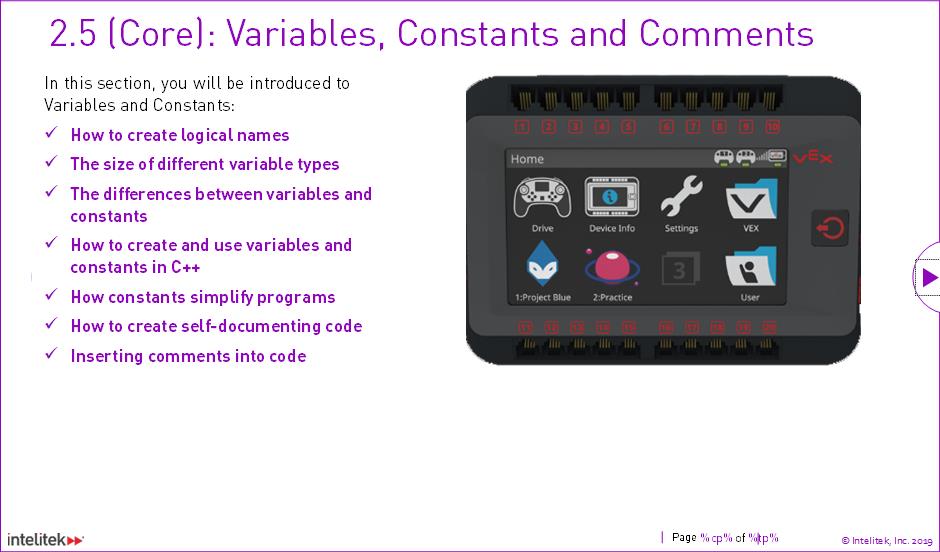 2.5 (Core): Variables, Constants and Comments
In this section, you will be introduced to
Variables and Constants:
How to create logical names
The size of different variable types
The differences between variables and
constants
How to create and use variables and
constants in C++
How constants simplify programs
How to create self-documenting code
Inserting comments into code
1 2 3 4 5 6 7 8 9 10
Home
VEX
Drive Device Info Settings VEX
3
1:Project Blue 2:Practice User
11 12 13 14 15 16 17 18 19 20
intelitek
Page %cp% of %tp%
© Intelitek, Inc. 2019